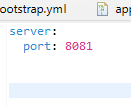 ootstrap.yml
app
server:
port: 8081